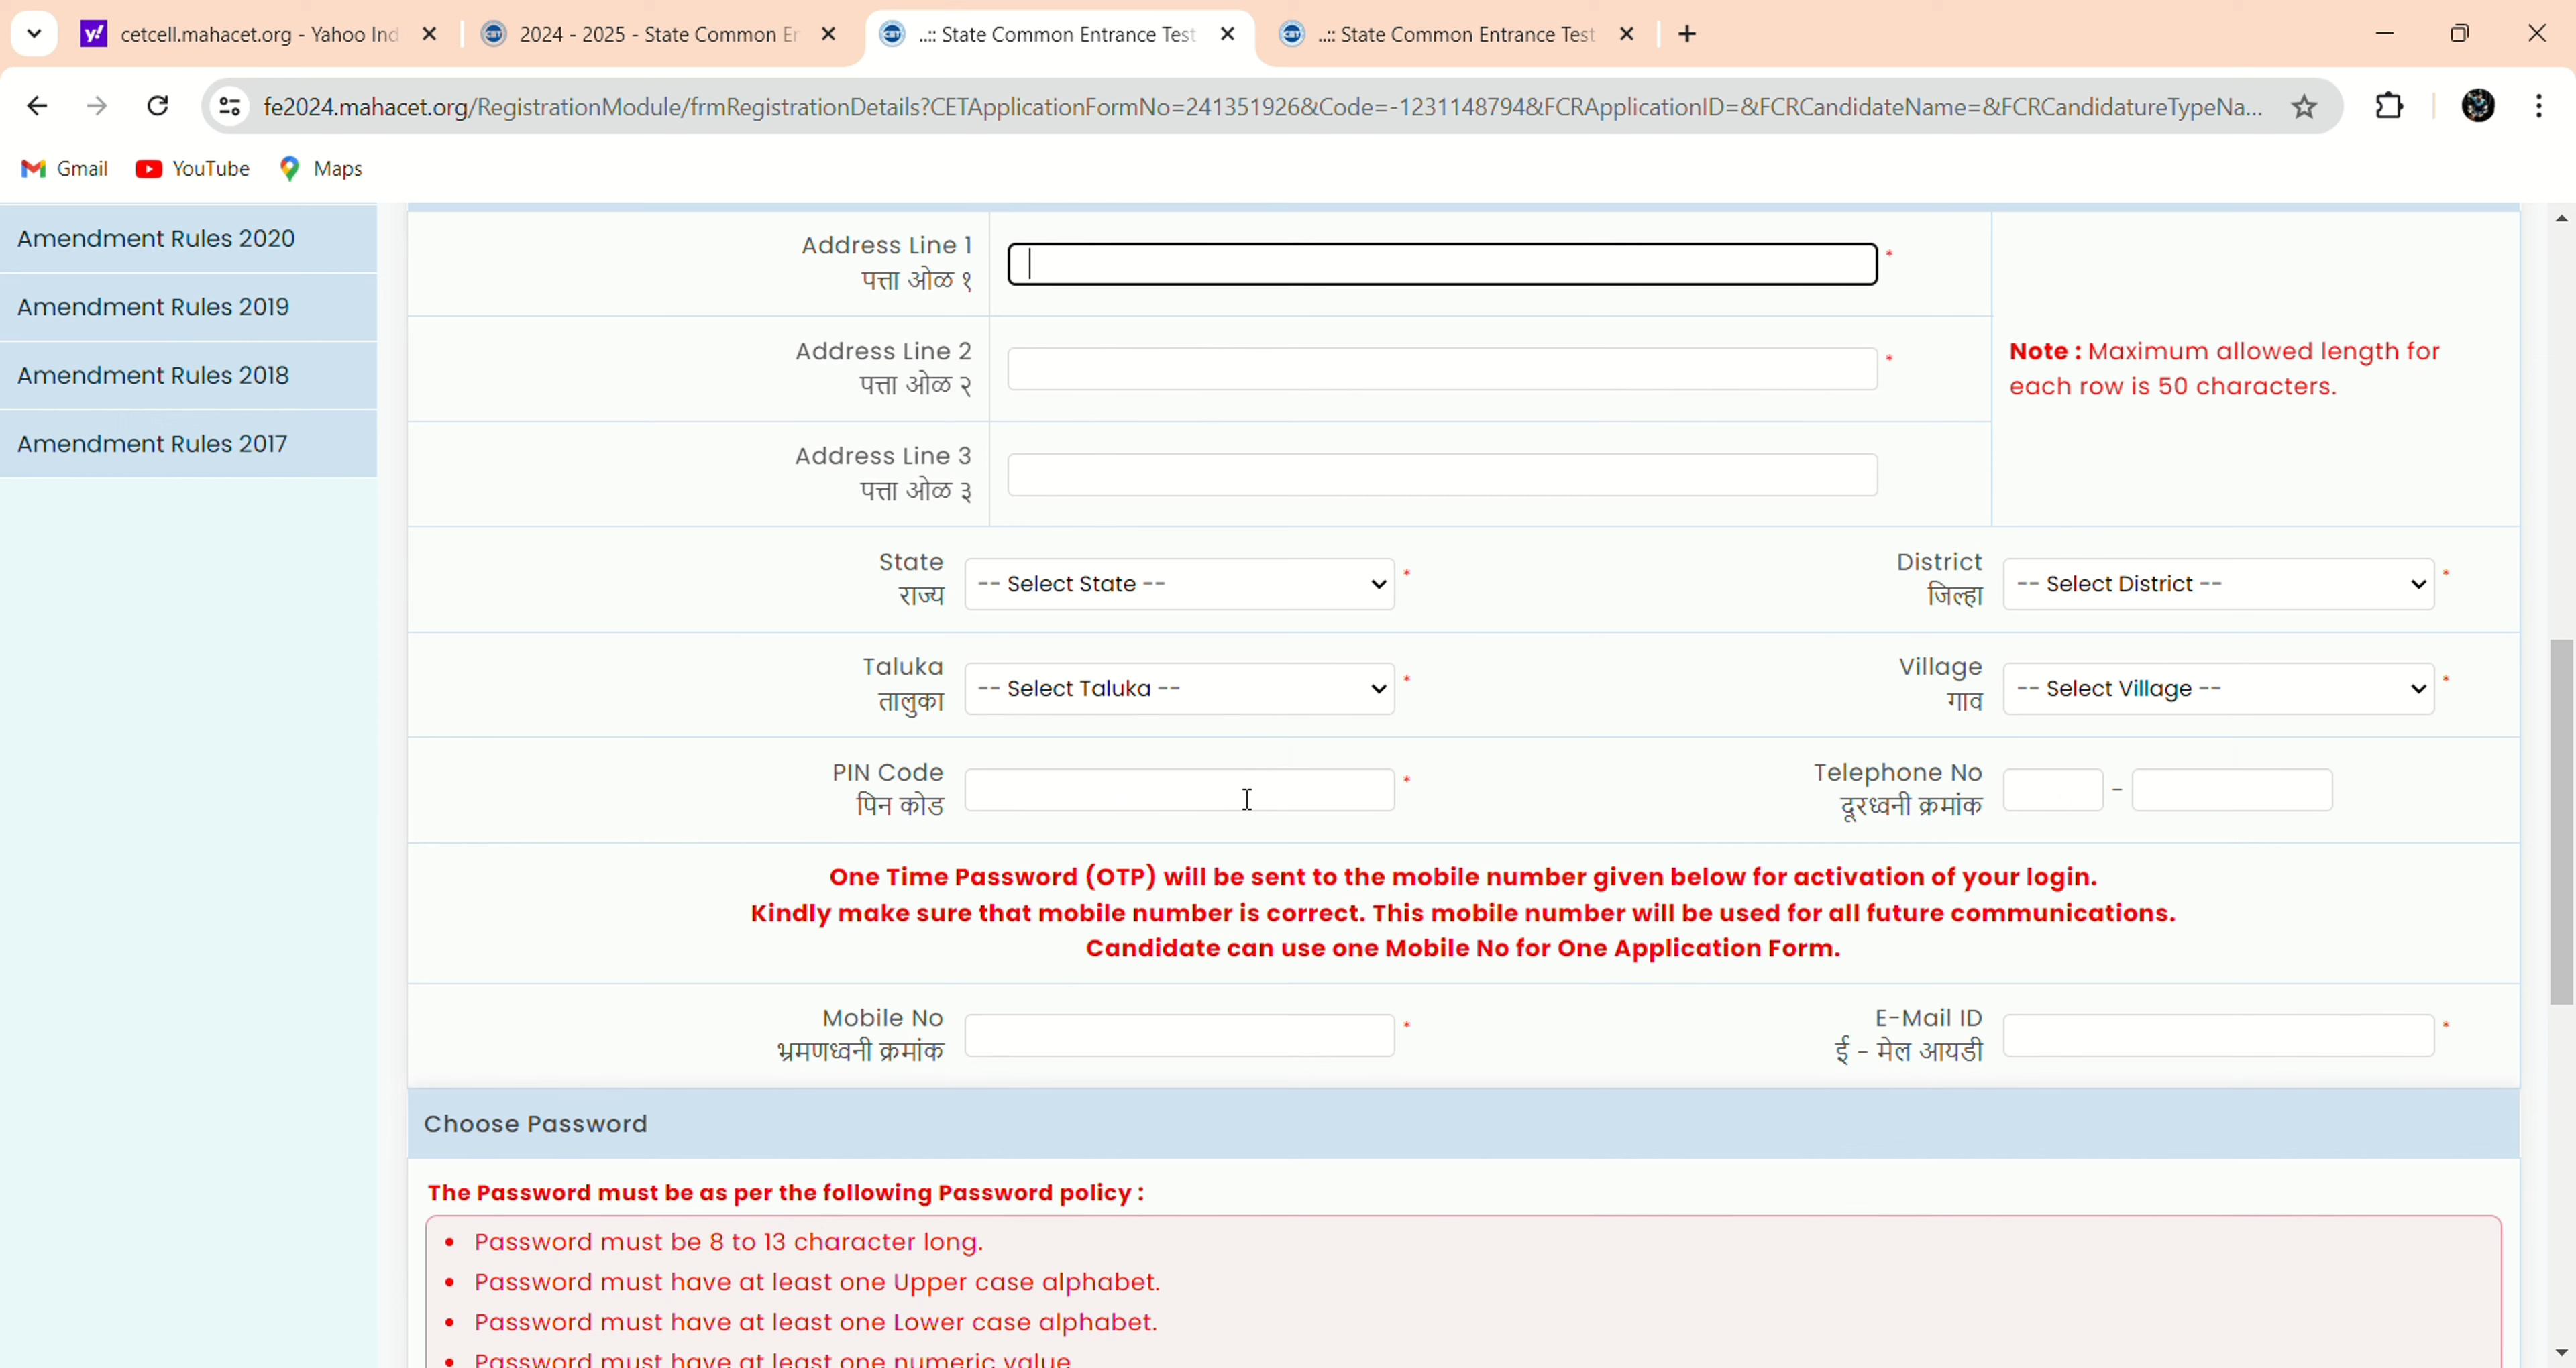 cetcell.mahacet.org - Yahoo Ind
2024 - 2025 - State Common Er
..:: State Common Entrance Test
..:: State Common Entrance Test
fe2024.mahacet.org/RegistrationModule/frmRegistrationDetails?CETApplicationFormNo=241351926&Code=-1231148794&FCRApplicationID=&FCRCandidateName=&FCRCandidatureTypeNa...
Gmail
YouTube
Maps
Amendment Rules 2020
Amendment Rules 2019
Amendment Rules 2018
Amendment Rules 2017
Address Line 1 *
पत्ता ओळ १
Address Line 2 *
पत्ता ओळ २
Note : Maximum allowed length for
each row is 50 characters.
Address Line 3
पत्ता ओळ ३
State
राज्य
-- Select State -- *
District
जिल्हा
-- Select District -- *
Taluka
तालुका
-- Select Taluka -- *
Village
गाव
-- Select Village -- *
PIN Code *
पिन कोड
Telephone No -
दूरध्वनी क्रमांक
One Time Password (OTP) will be sent to the mobile number given below for activation of your login.
Kindly make sure that mobile number is correct. This mobile number will be used for all future communications.
Candidate can use one Mobile No for One Application Form.
Mobile No *
भ्रमणध्वनी क्रमांक
E-Mail ID *
ई - मेल आयडी
Choose Password
The Password must be as per the following Password policy :
• Password must be 8 to 13 character long.
• Password must have at least one Upper case alphabet.
• Password must have at least one Lower case alphabet.
• Password must have at least one numeric value